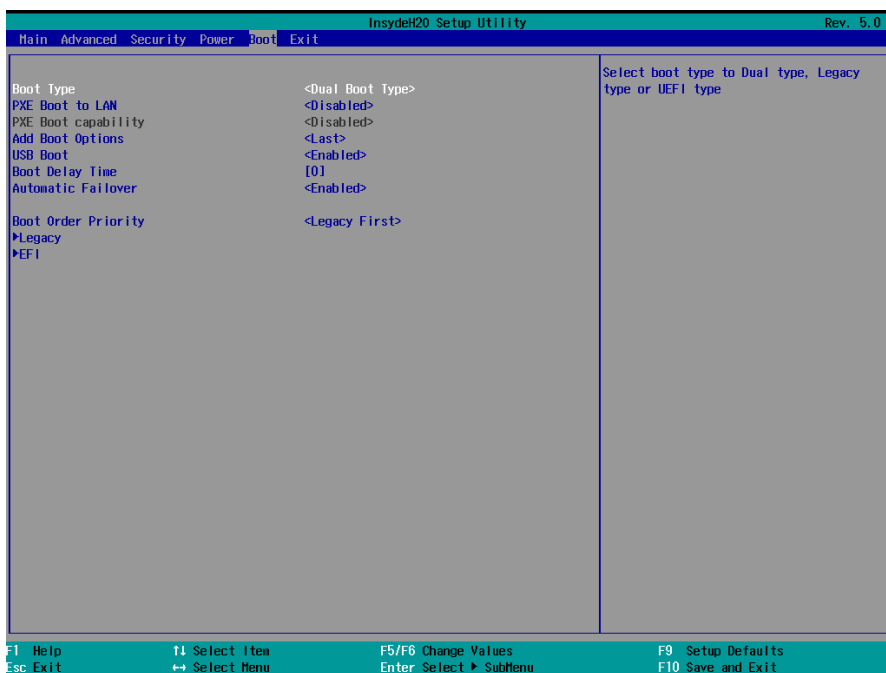 InsydeH20 Setup Utility Rev. 5.0
Main Advanced Security Power Boot Exit
Boot Type <Dual Boot Type>
PXE Boot to LAN <Disabled>
PXE Boot capability <Disabled>
Add Boot Options <Last>
USB Boot <Enabled>
Boot Delay Time [0]
Automatic Failover <Enabled>
Boot Order Priority <Legacy First>
▶Legacy
▶EFI
Select boot type to Dual type, Legacy
type or UEFI type
F1 Help ↑↓ Select Item F5/F6 Change Values F9 Setup Defaults
Esc Exit ↔ Select Menu Enter Select ▶ SubMenu F10 Save and Exit